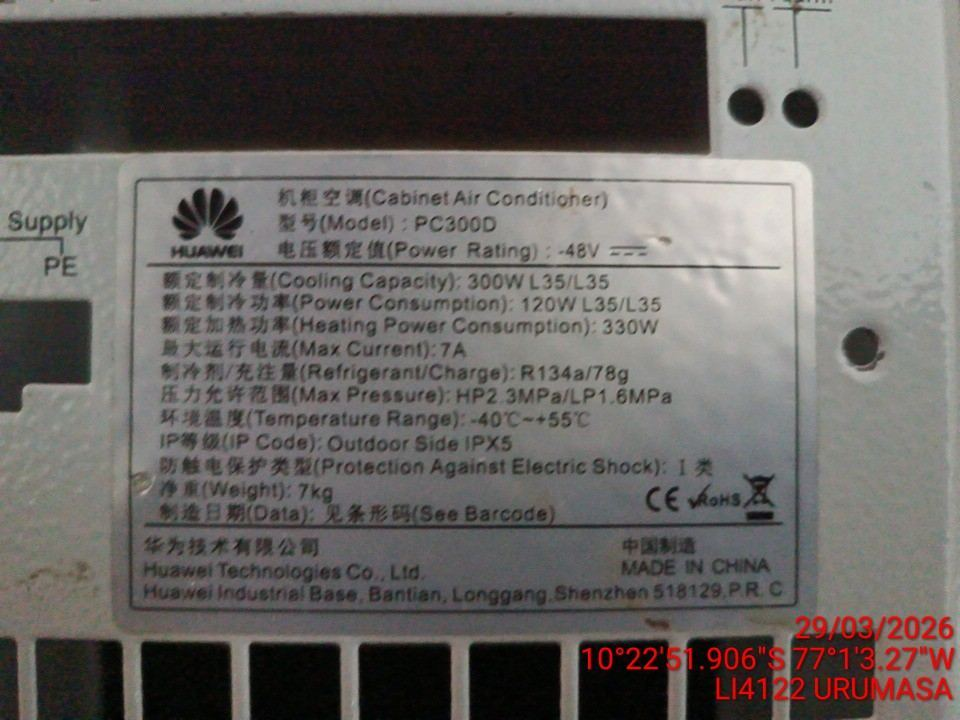 Supply
PE
HUAWEI
机柜空调(Cabinet Air Conditioner)
型号(Model) : PC300D
电压额定值(Power Rating) : -48V
额定制冷量(Cooling Capacity): 300W L35/L35
额定制冷功率(Power Consumption): 120W L35/L35
额定加热功率(Heating Power Consumption): 330W
最大运行电流(Max Current): 7A
制冷剂/充注量(Refrigerant/Charge): R134a/78g
压力允许范围(Max Pressure): HP2.3MPa/LP1.6MPa
环境温度(Temperature Range): -40℃~+55℃
IP等级(IP Code): Outdoor Side IPX5
防触电保护类型(Protection Against Electric Shock): I 类
净重(Weight): 7kg
制造日期(Data): 见条形码(See Barcode)
CE RoHS
华为技术有限公司
Huawei Technologies Co., Ltd.
Huawei Industrial Base, Bantian, Longgang,Shenzhen 518129,P.R.C
中国制造
MADE IN CHINA
29/03/2026
10°22'51.906"S 77°1'3.27"W
LI4122 URUMASA